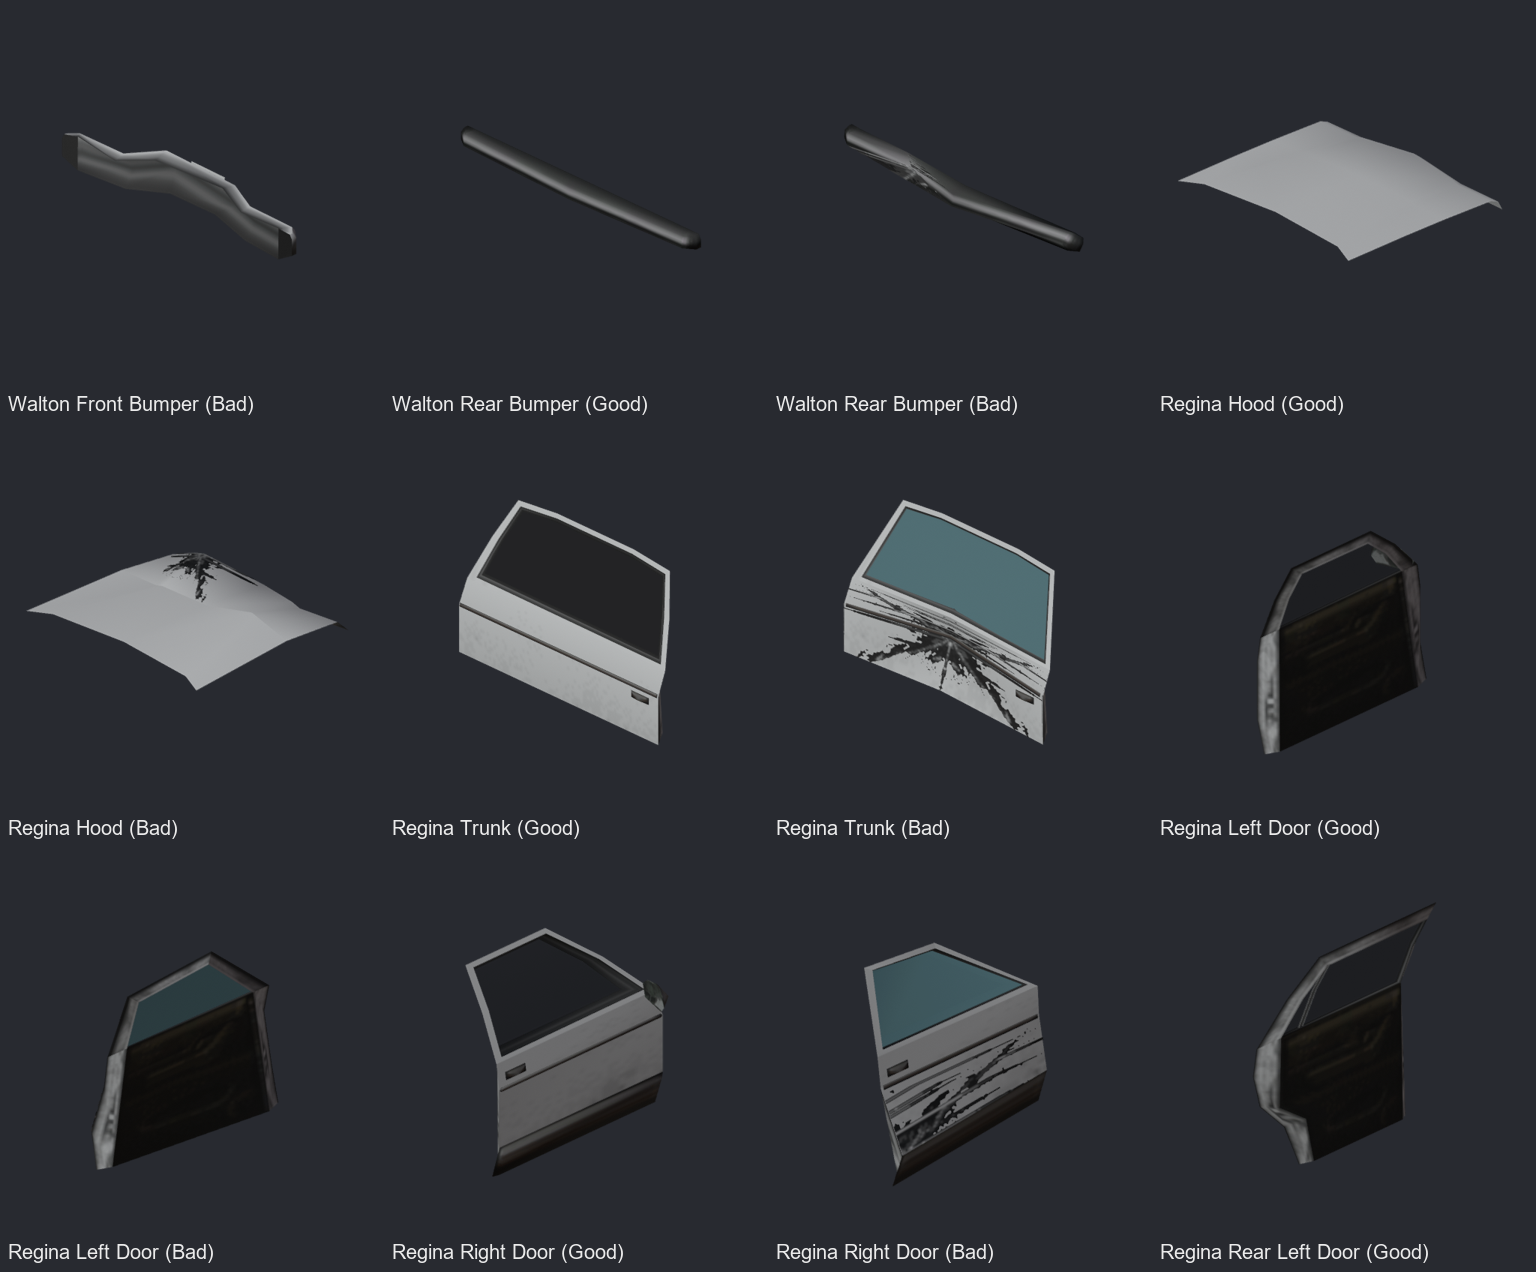 Walton Front Bumper (Bad)
Walton Rear Bumper (Good)
Walton Rear Bumper (Bad)
Regina Hood (Good)
Regina Hood (Bad)
Regina Trunk (Good)
Regina Trunk (Bad)
Regina Left Door (Good)
Regina Left Door (Bad)
Regina Right Door (Good)
Regina Right Door (Bad)
Regina Rear Left Door (Good)